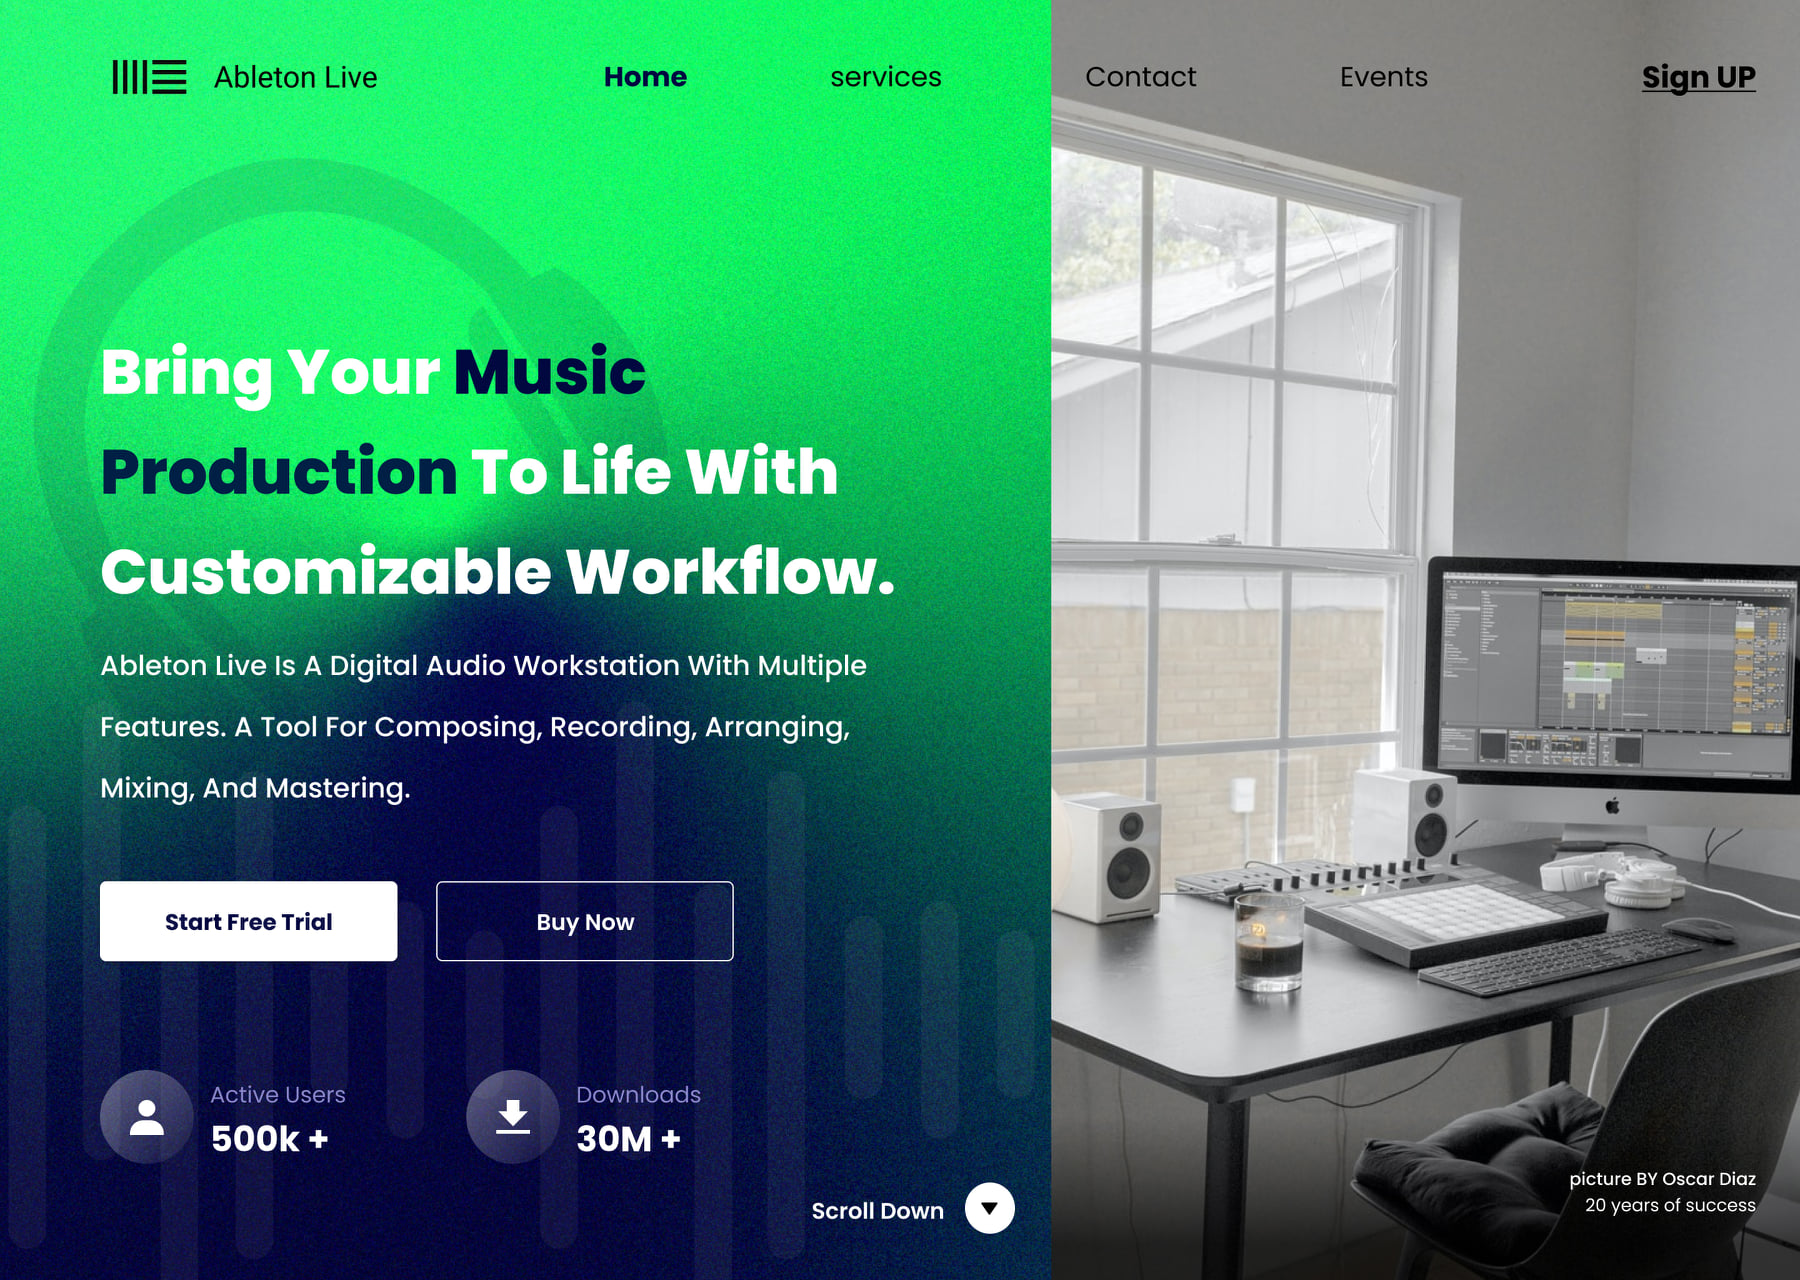 Ableton Live
Home
services
Contact
Events
Sign UP
Bring Your Music
Production To Life With
Customizable Workflow.
Ableton Live Is A Digital Audio Workstation With Multiple
Features. A Tool For Composing, Recording, Arranging,
Mixing, And Mastering.
Start Free Trial
Buy Now
Active Users
500k +
Downloads
30M +
Scroll Down
picture BY Oscar Diaz
20 years of success